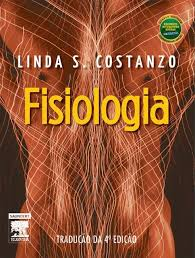 LINDA S. COSTANZO
Fisiologia
SAUNDERS
ELSEVIER
TRADUÇÃO DA 4ª EDIÇÃO